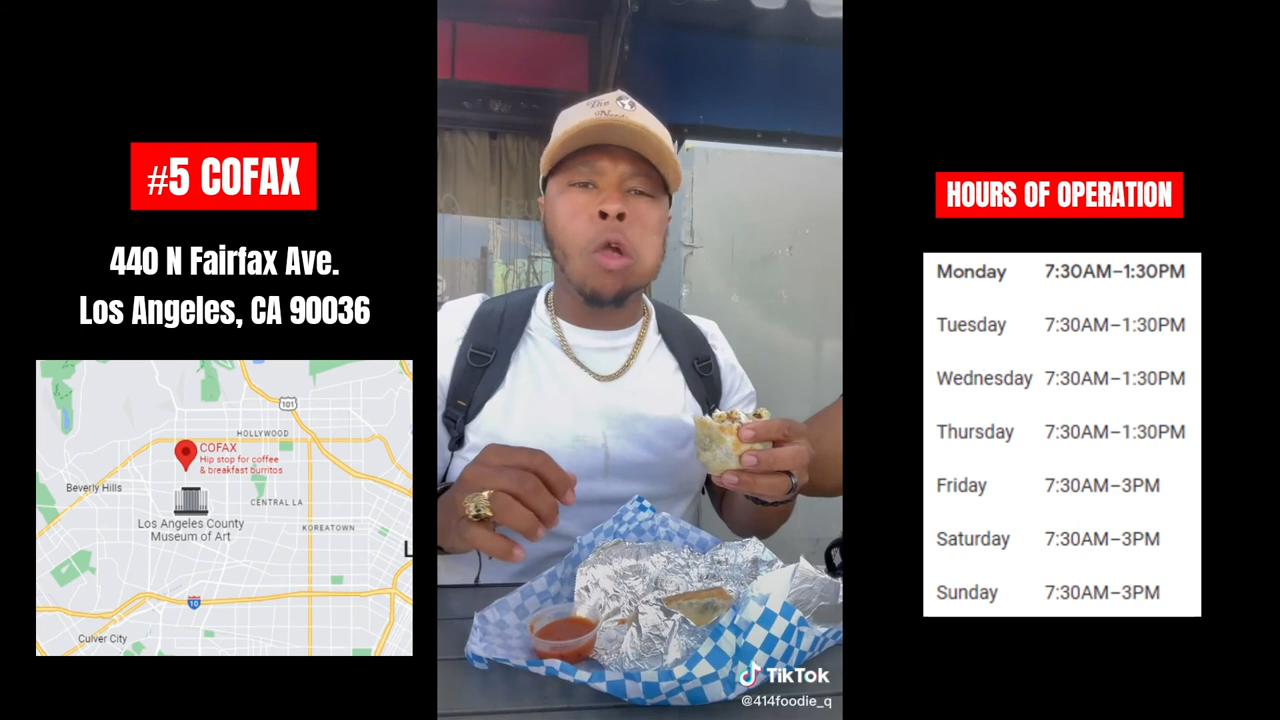 #5 COFAX
440 N Fairfax Ave.
Los Angeles, CA 90036
101
HOLLYWOOD
COFAX
Hip stop for coffee
& breakfast burritos
Beverly Hills
CENTRAL LA
Los Angeles County
Museum of Art
KOREATOWN
L
10
Culver City
The
TikTok
@414foodie_q
HOURS OF OPERATION
Monday 7:30AM–1:30PM
Tuesday 7:30AM–1:30PM
Wednesday 7:30AM–1:30PM
Thursday 7:30AM–1:30PM
Friday 7:30AM–3PM
Saturday 7:30AM–3PM
Sunday 7:30AM–3PM